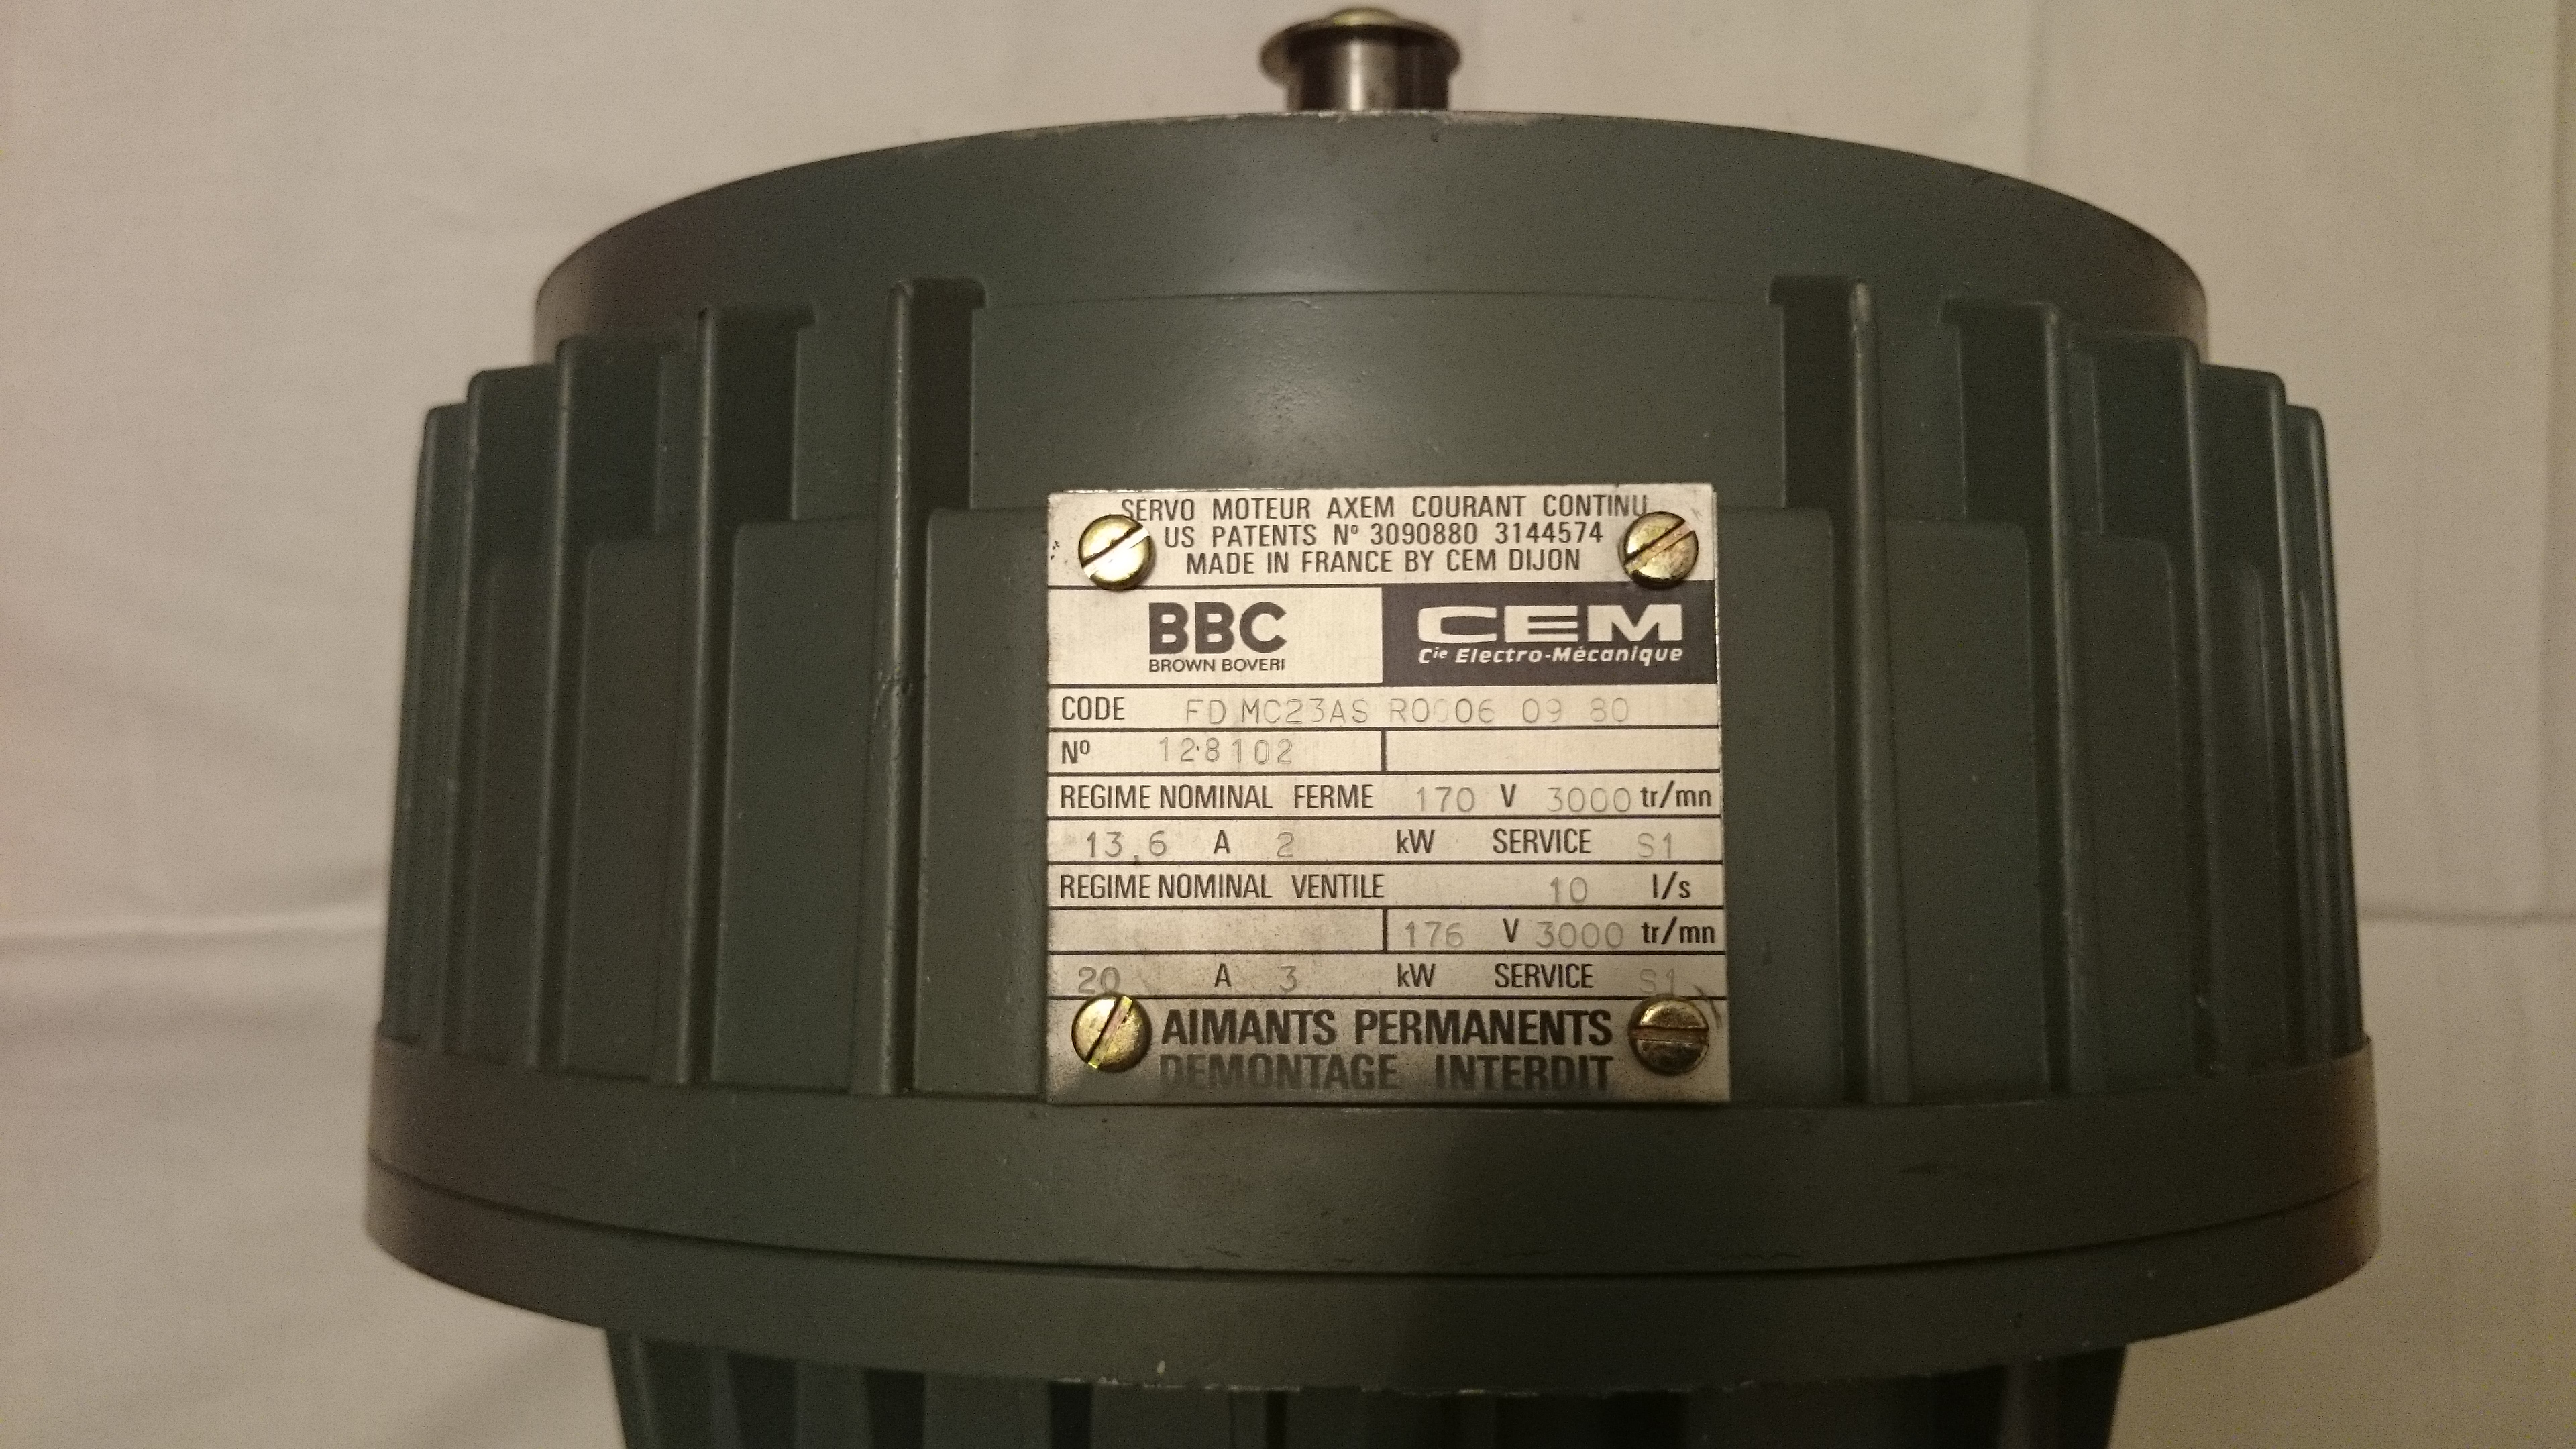 SERVO MOTEUR AXEM COURANT CONTINU
US PATENTS Nº 3090880 3144574
MADE IN FRANCE BY CEM DIJON
BBC
BROWN BOVERI
CEM
Cie Electro-Mécanique
CODE FD MC23AS R0006 09 80
Nº 128102
REGIME NOMINAL FERME 170 V 3000 tr/mn
13,6 A 2 kW SERVICE S1
REGIME NOMINAL VENTILE 10 l/s
176 V 3000 tr/mn
20 A 3 kW SERVICE S1
AIMANTS PERMANENTS
DEMONTAGE INTERDIT